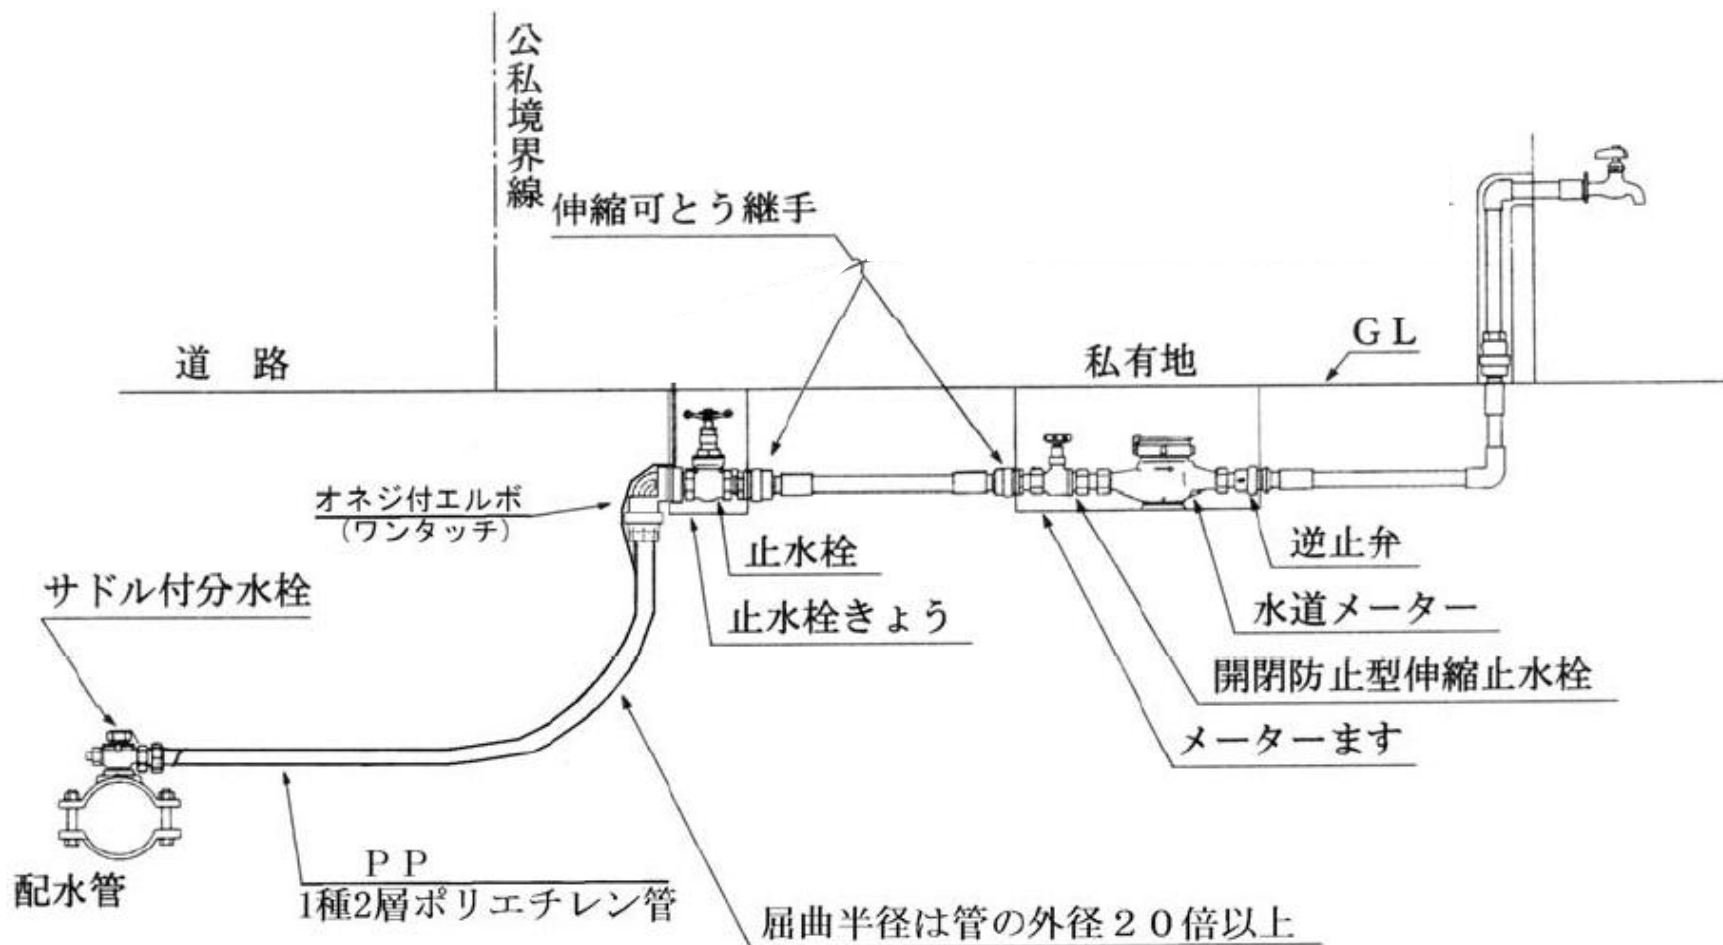 公私境界線
伸縮可とう継手
道　路
私有地
ＧＬ
オネジ付エルボ
（ワンタッチ）
止水栓
逆止弁
サドル付分水栓
止水栓きょう
水道メーター
開閉防止型伸縮止水栓
メーターます
ＰＰ
1種2層ポリエチレン管
配水管
屈曲半径は管の外径２０倍以上